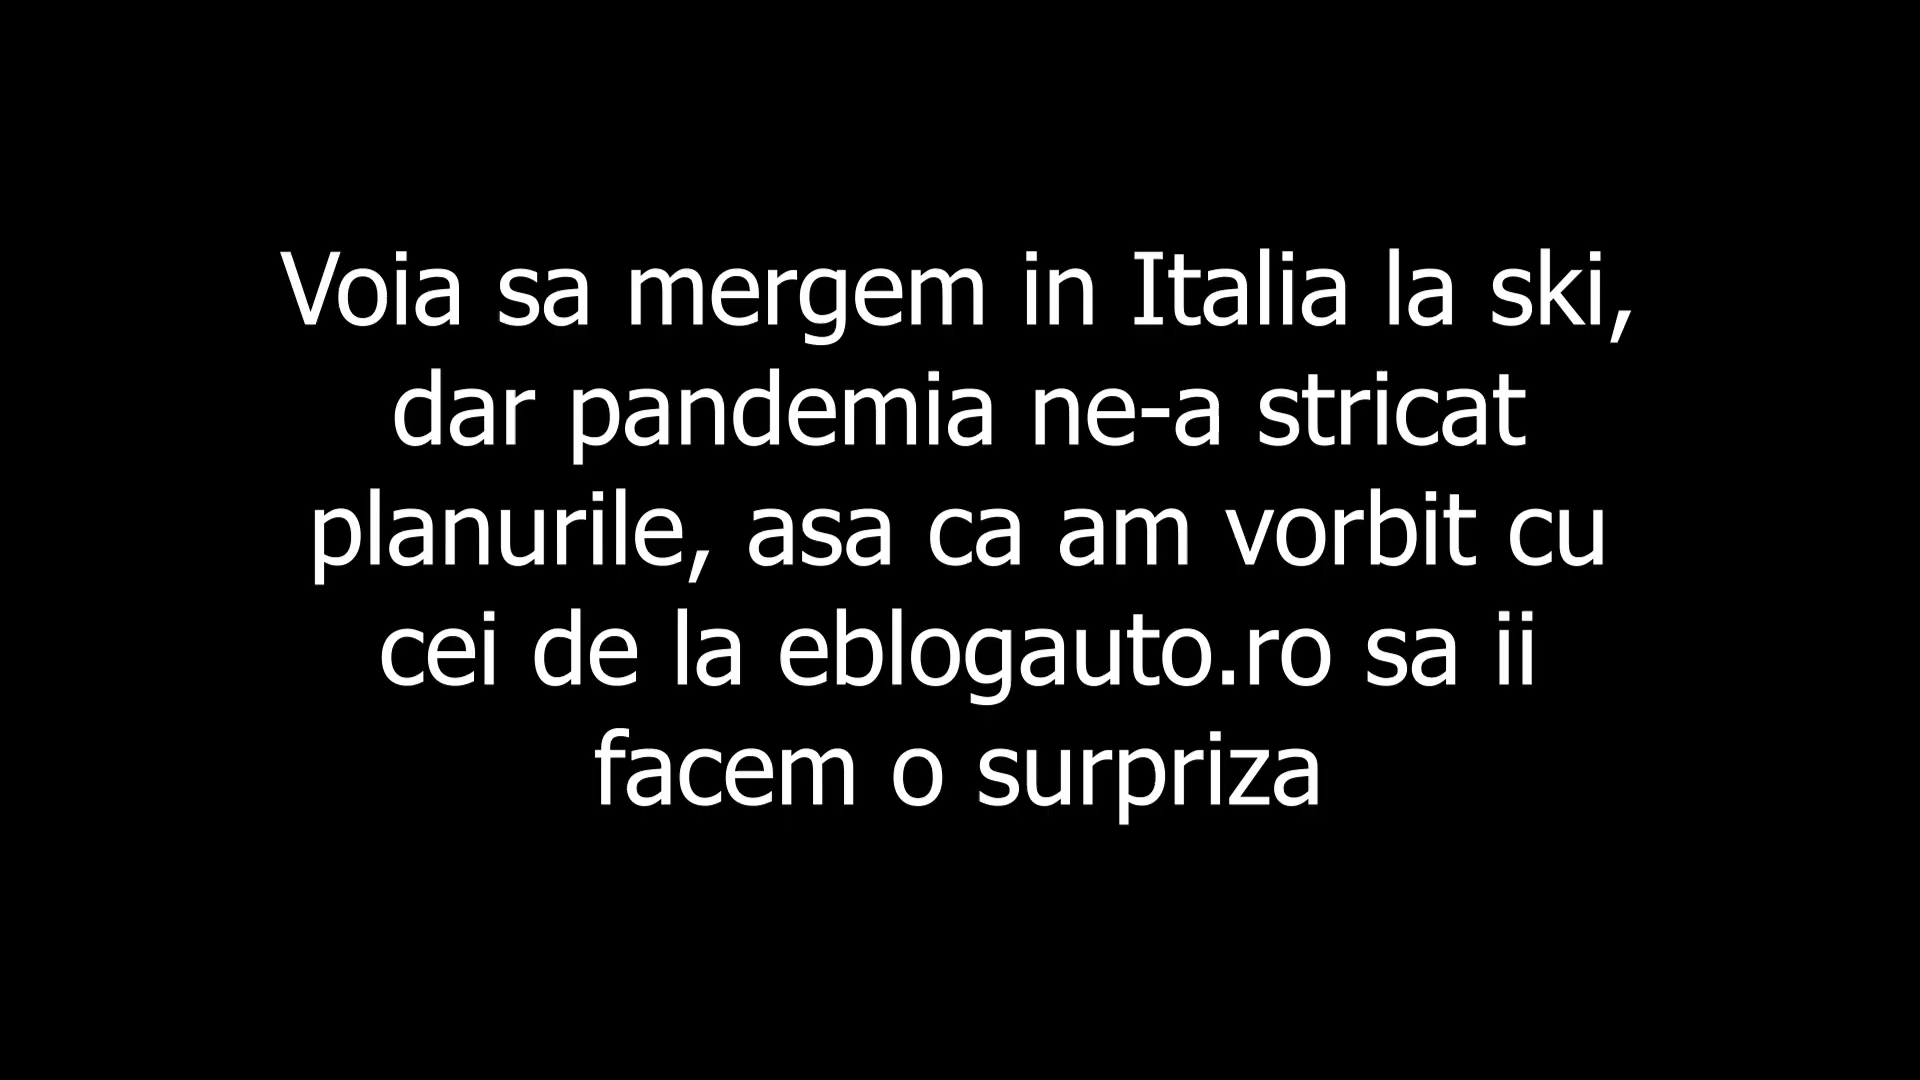 Voia sa mergem in Italia la ski,
dar pandemia ne-a stricat
planurile, asa ca am vorbit cu
cei de la eblogauto.ro sa ii
facem o surpriza